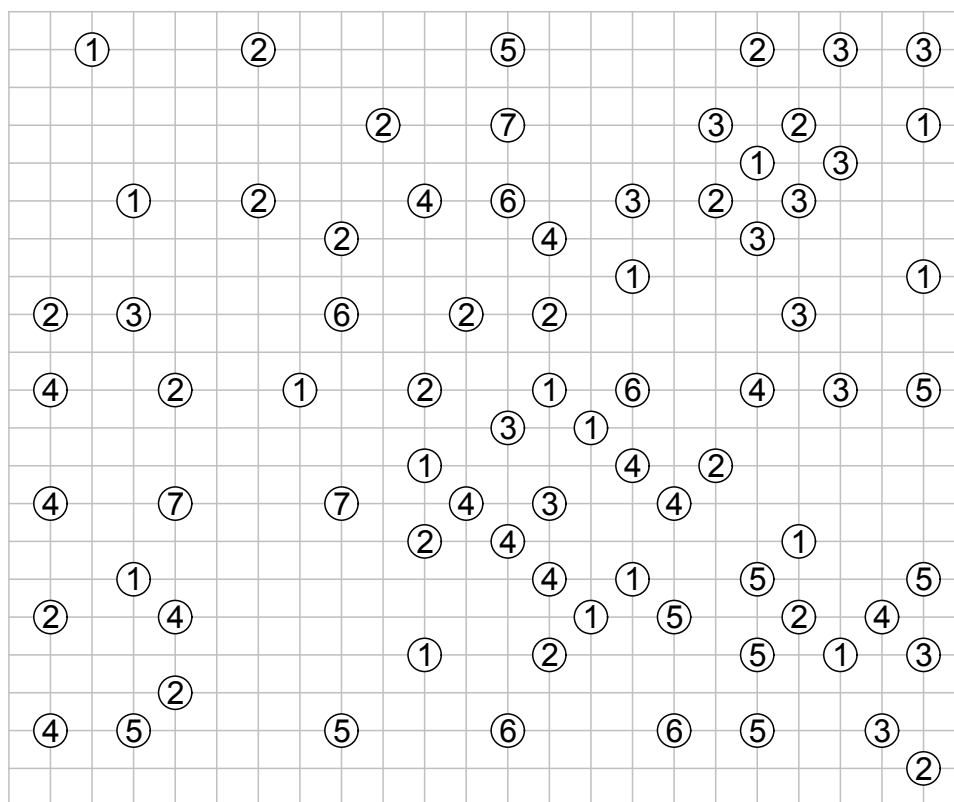 1 2 5 2 3 3
2 7 3 2 1
1 3
1 2 4 6 3 2 3
2 4 3
1 1
2 3 6 2 2 3
4 2 1 2 1 6 4 3 5
3 1
1 4 2
4 7 7 4 3 4
2 4 1
1 4 1 5 5
2 4 1 5 2 4
1 2 5 1 3
2
4 5 5 6 6 5 3
2